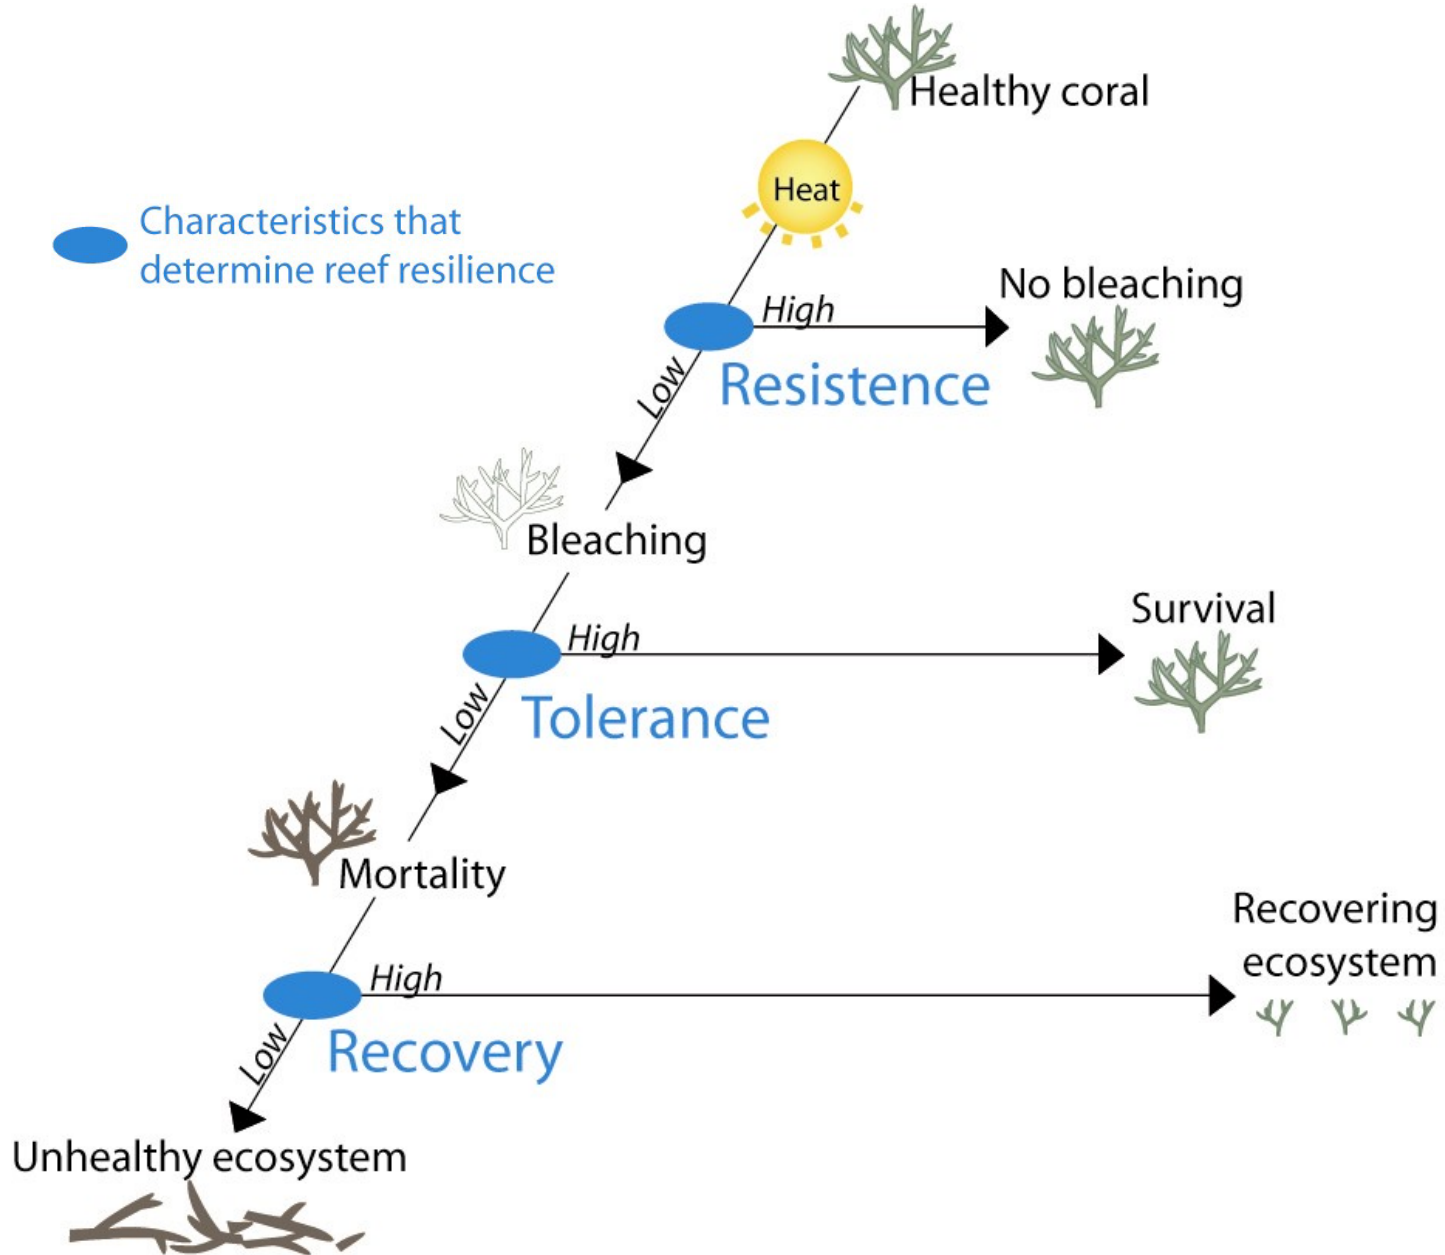 Healthy coral
Heat
Characteristics that
determine reef resilience
No bleaching
High
Resistence
Low
Bleaching
Survival
High
Tolerance
Low
Mortality
Recovering
ecosystem
High
Recovery
Low
Unhealthy ecosystem